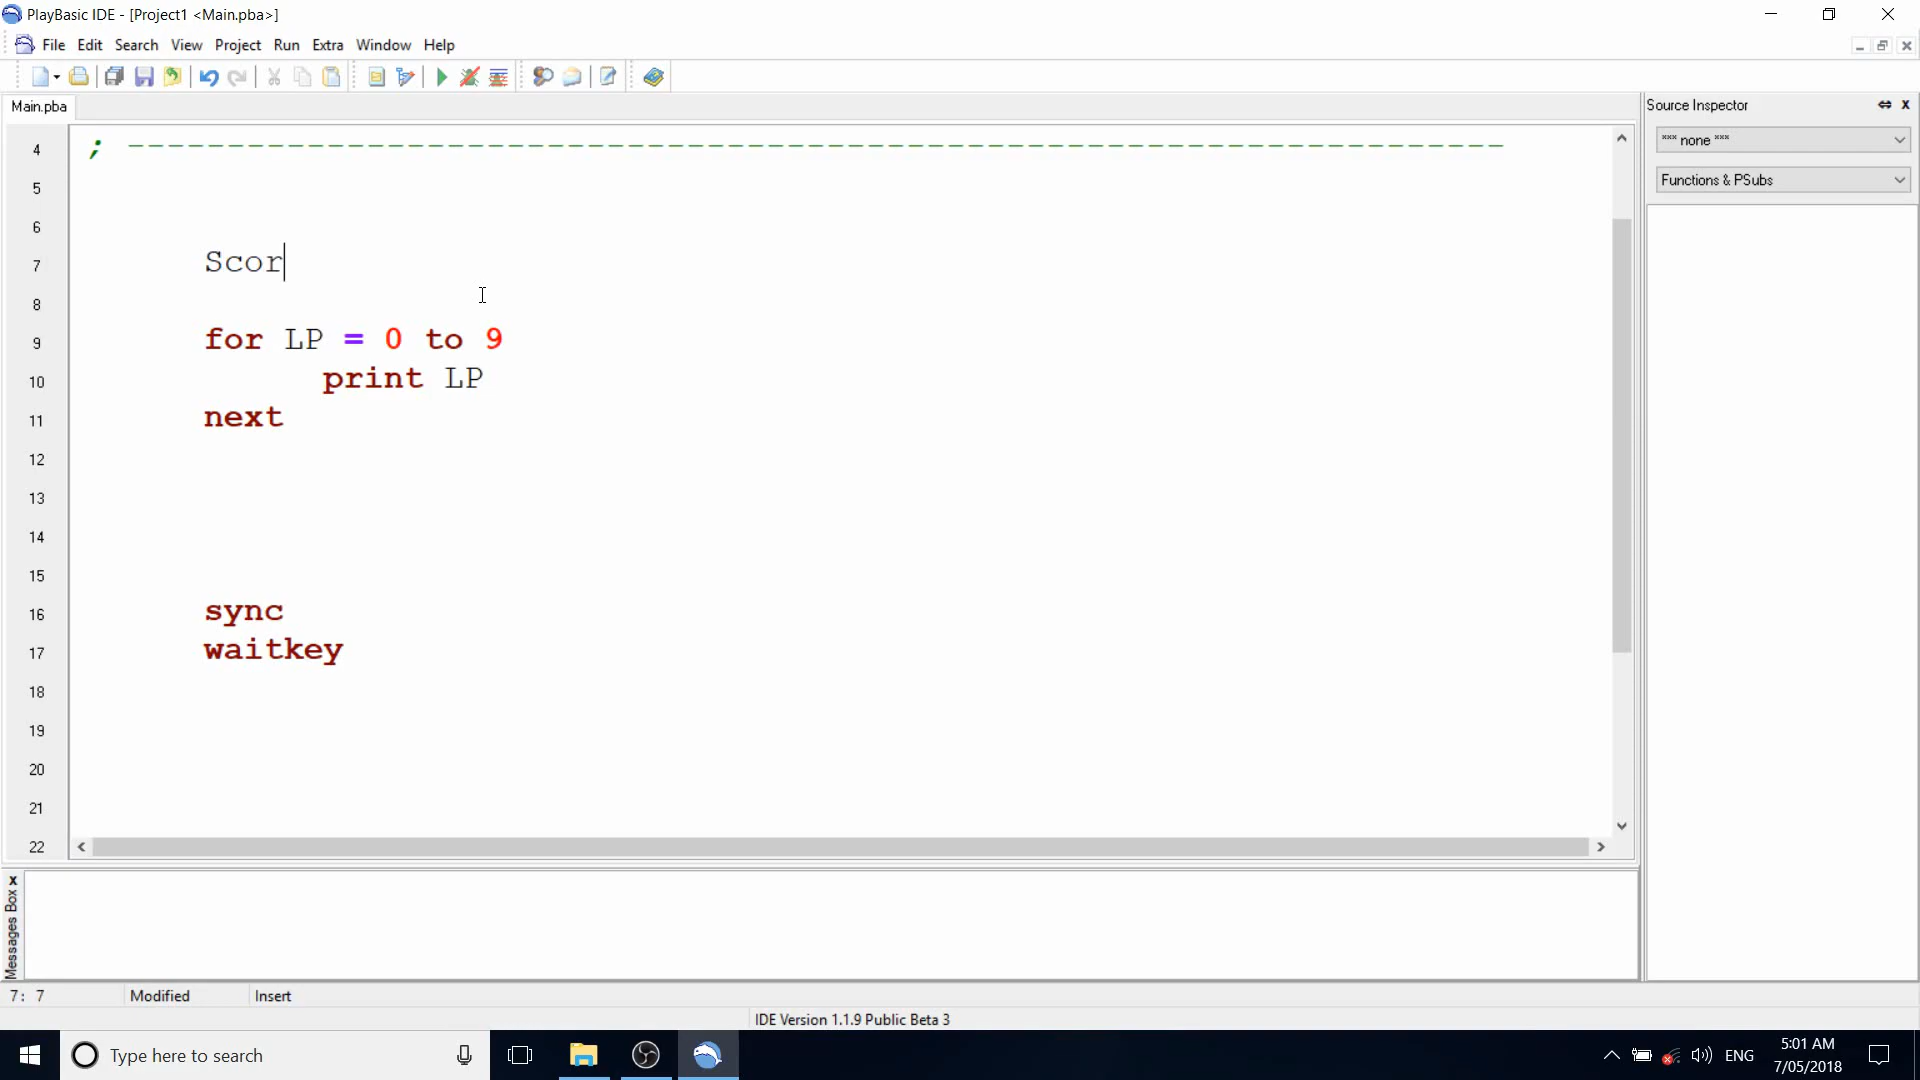 PlayBasic IDE - [Project1 <Main.pba>]
File Edit Search View Project Run Extra Window Help
Main.pba
Source Inspector
*** none ***
Functions & PSubs
4 ; ---------------------------------------------------------------------
5
6
7 Scor
8
9 for LP = 0 to 9
10 print LP
11 next
12
13
14
15
16 sync
17 waitkey
18
19
20
21
22
Messages Box
7: 7 Modified Insert
IDE Version 1.1.9 Public Beta 3
Type here to search
ENG
5:01 AM
7/05/2018